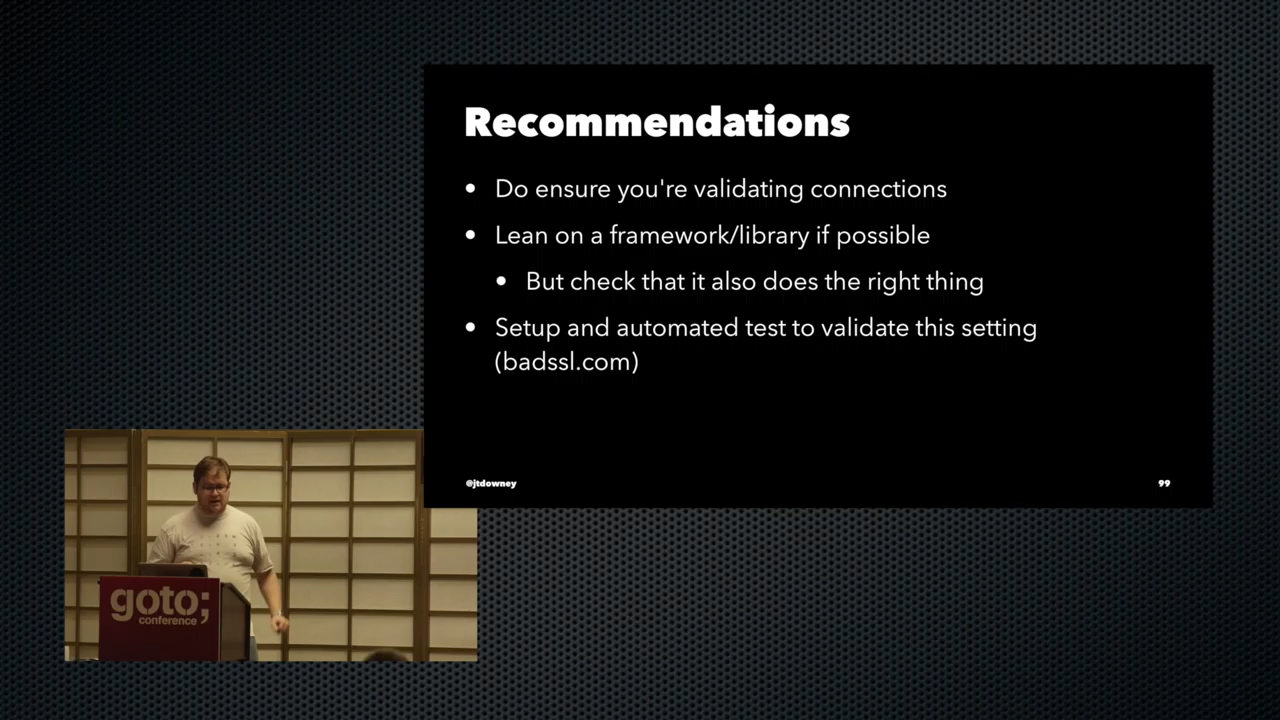 Recommendations
• Do ensure you're validating connections
• Lean on a framework/library if possible
• But check that it also does the right thing
• Setup and automated test to validate this setting
(badssl.com)
@jtdowney
99
goto;
conference